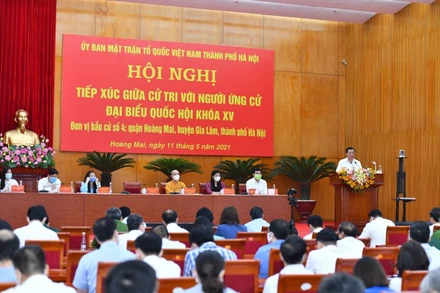 ỦY BAN MẶT TRẬN TỔ QUỐC VIỆT NAM THÀNH PHỐ HÀ NỘI
HỘI NGHỊ
TIẾP XÚC GIỮA CỬ TRI VỚI NGƯỜI ỨNG CỬ
ĐẠI BIỂU QUỐC HỘI KHÓA XV
Đơn vị bầu cử số 4: quận Hoàng Mai, huyện Gia Lâm, thành phố Hà Nội
Hoàng Mai, ngày 11 tháng 5 năm 2021